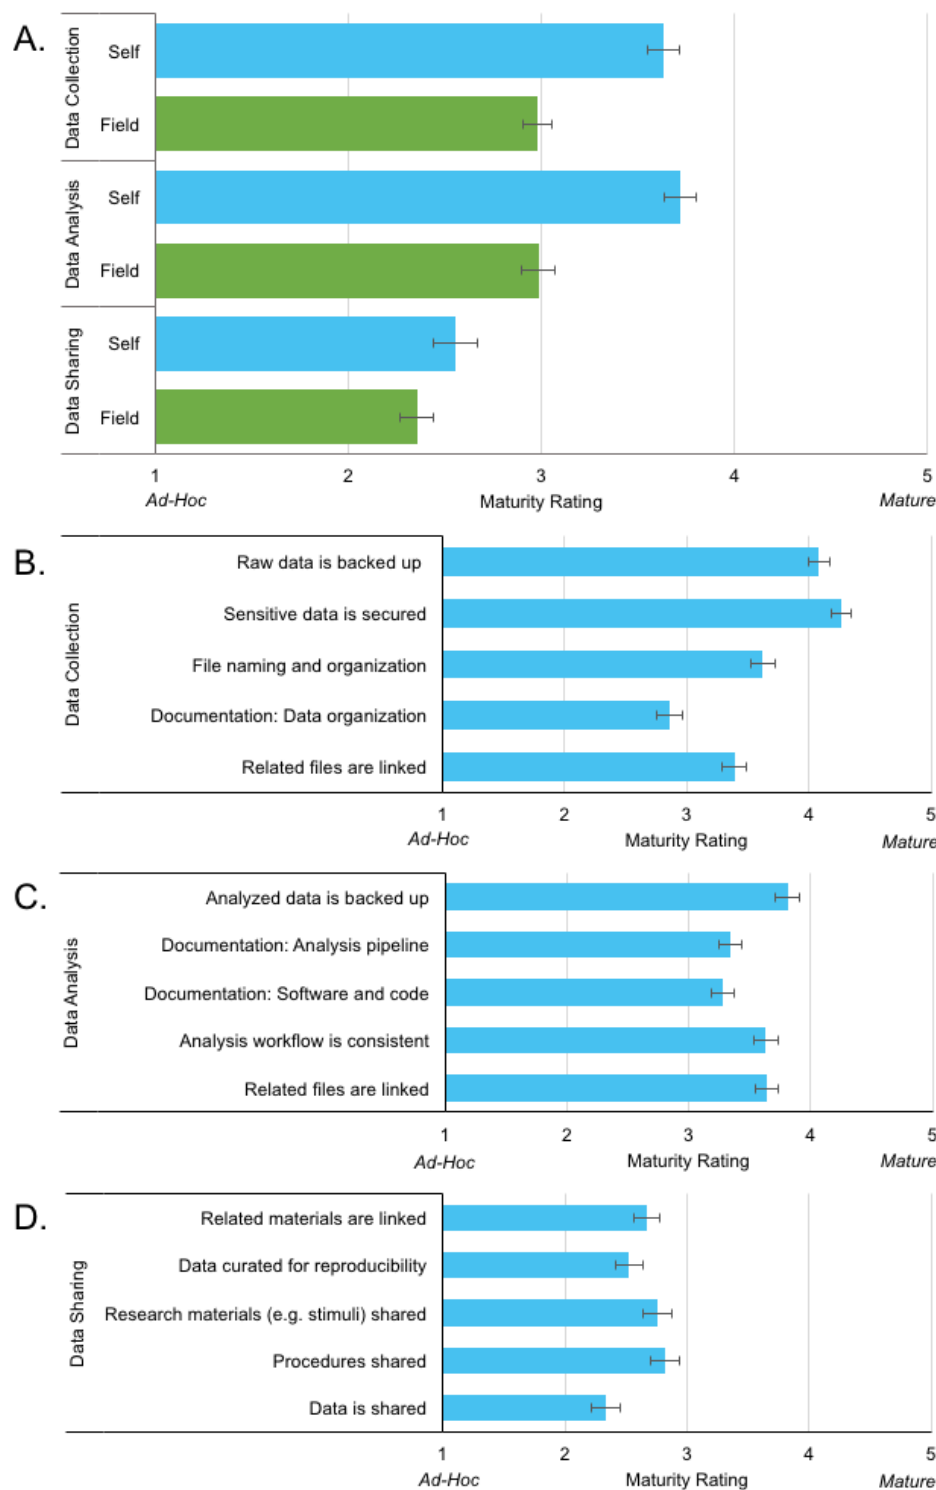 A.
Data Collection
Self
Field
Data Analysis
Self
Field
Data Sharing
Self
Field
1 2 3 4 5
Ad-Hoc Maturity Rating Mature
B.
Data Collection
Raw data is backed up
Sensitive data is secured
File naming and organization
Documentation: Data organization
Related files are linked
1 2 3 4 5
Ad-Hoc Maturity Rating Mature
C.
Data Analysis
Analyzed data is backed up
Documentation: Analysis pipeline
Documentation: Software and code
Analysis workflow is consistent
Related files are linked
1 2 3 4 5
Ad-Hoc Maturity Rating Mature
D.
Data Sharing
Related materials are linked
Data curated for reproducibility
Research materials (e.g. stimuli) shared
Procedures shared
Data is shared
1 2 3 4 5
Ad-Hoc Maturity Rating Mature